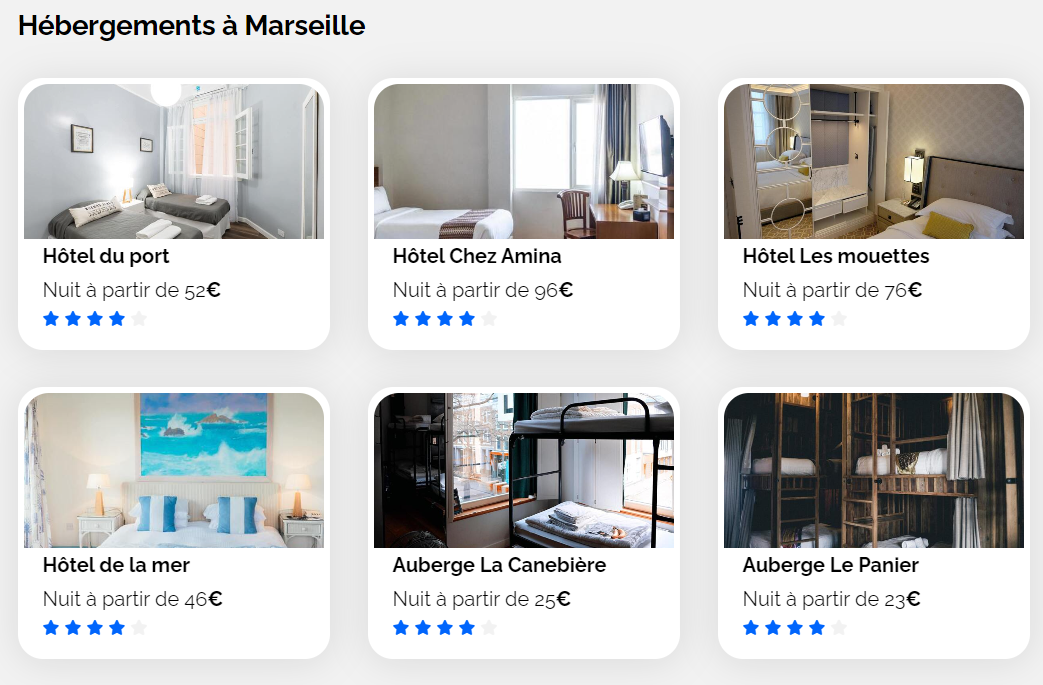 Hébergements à Marseille
Hôtel du port
Nuit à partir de 52€
Hôtel Chez Amina
Nuit à partir de 96€
Hôtel Les mouettes
Nuit à partir de 76€
Hôtel de la mer
Nuit à partir de 46€
Auberge La Canebière
Nuit à partir de 25€
Auberge Le Panier
Nuit à partir de 23€